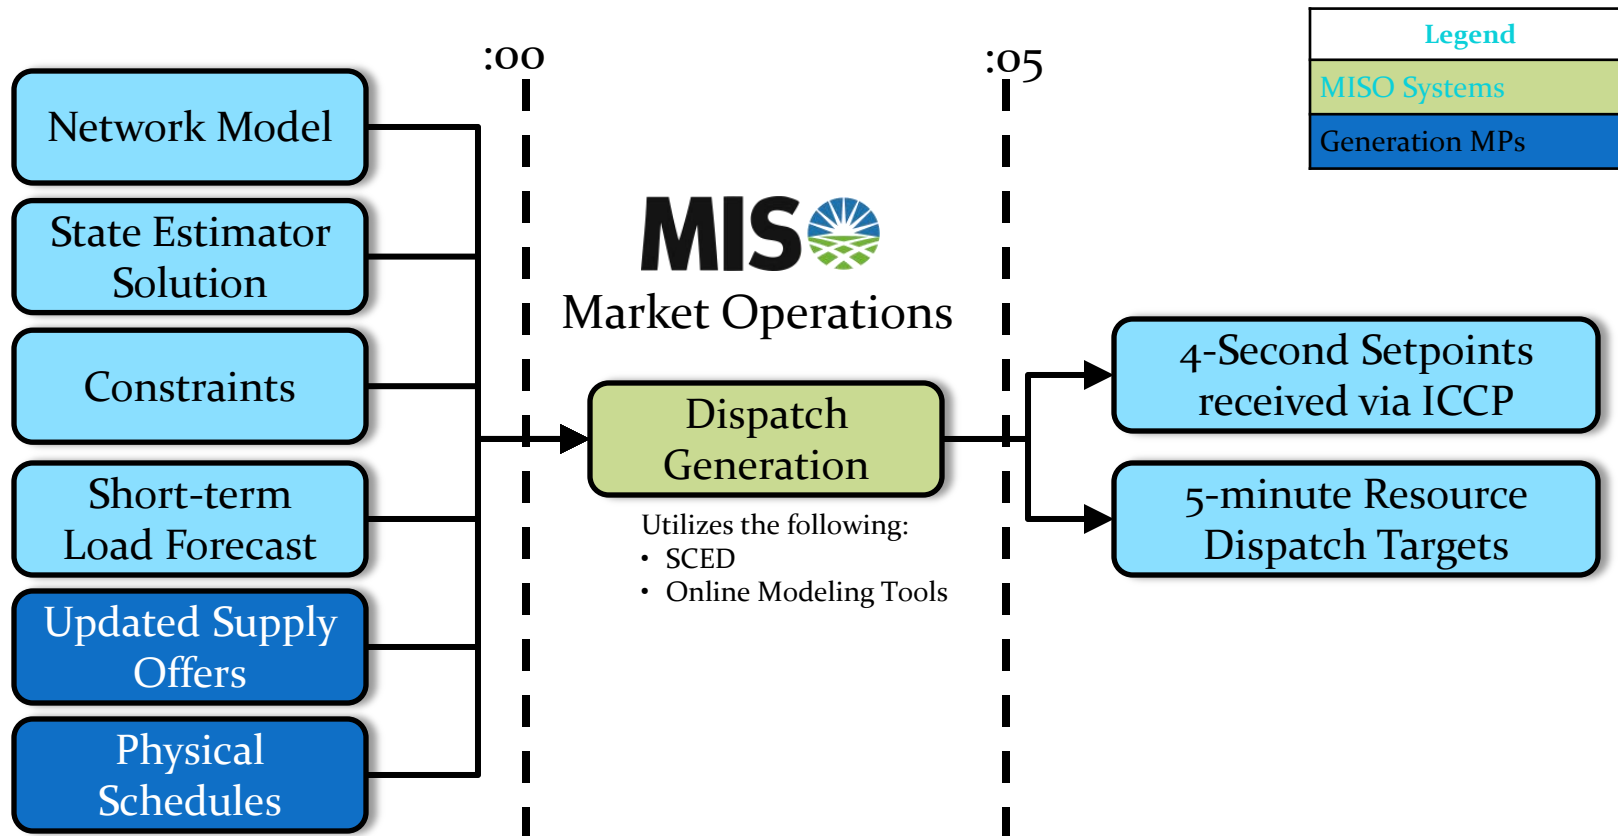 :00
:05
Legend
MISO Systems
Generation MPs
Network Model
State Estimator
Solution
Constraints
Short-term
Load Forecast
Updated Supply
Offers
Physical
Schedules
MISO
Market Operations
Dispatch
Generation
Utilizes the following:
• SCED
• Online Modeling Tools
4-Second Setpoints
received via ICCP
5-minute Resource
Dispatch Targets